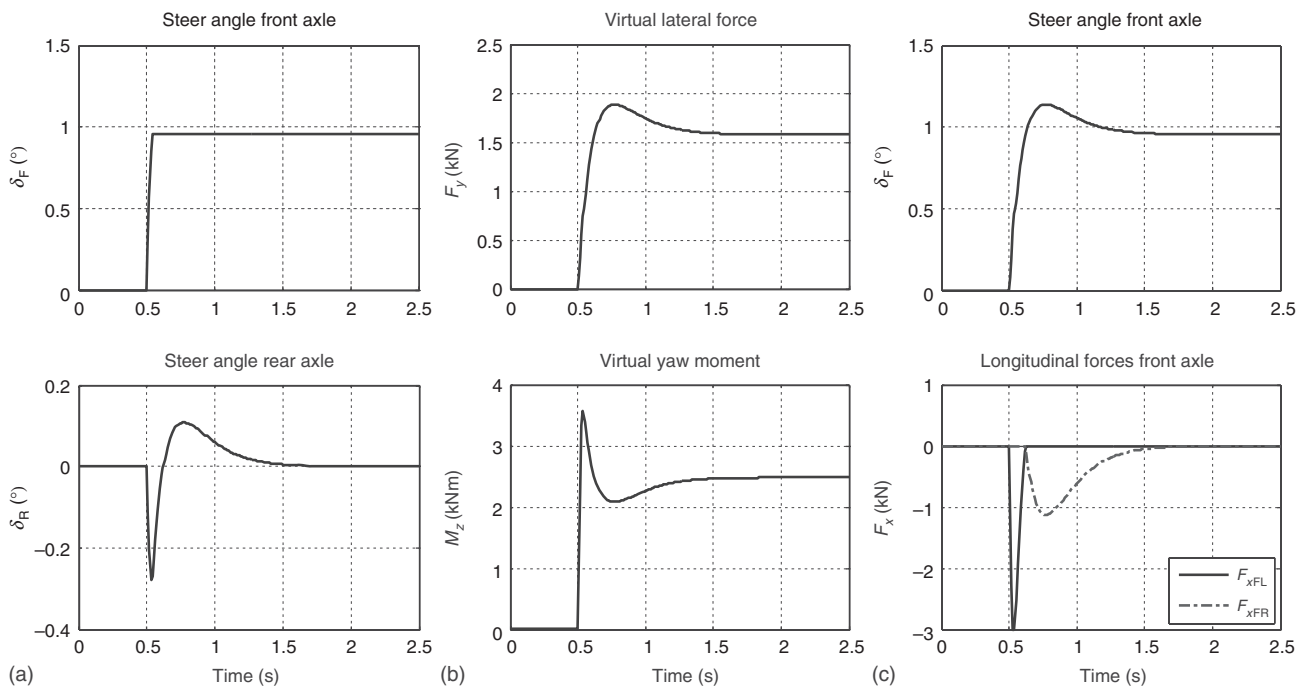 Steer angle front axle
1.5
1
0.5
0
δF (°)
0 0.5 1 1.5 2 2.5
Virtual lateral force
2.5
2
1.5
1
0.5
0
Fy (kN)
0 0.5 1 1.5 2 2.5
Steer angle front axle
1.5
1
0.5
0
δF (°)
0 0.5 1 1.5 2 2.5
Steer angle rear axle
0.2
0
−0.2
−0.4
δR (°)
0 0.5 1 1.5 2 2.5
(a)
Time (s)
Virtual yaw moment
4
3
2
1
0
Mz (kNm)
0 0.5 1 1.5 2 2.5
(b)
Time (s)
Longitudinal forces front axle
1
0
−1
−2
−3
Fx (kN)
FxFL
FxFR
0 0.5 1 1.5 2 2.5
(c)
Time (s)